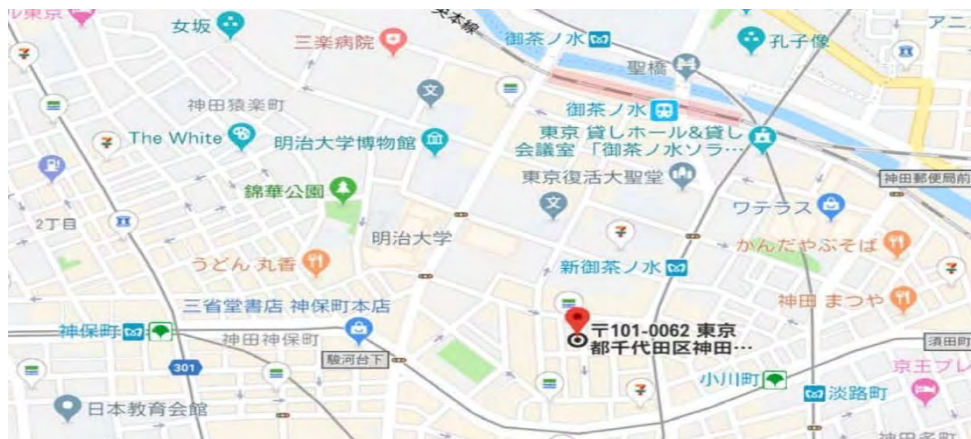 女坂
三楽病院
御茶ノ水
孔子像
聖橋
神田猿楽町
文
御茶ノ水
The White
明治大学博物館
東京 貸しホール&貸し
会議室 「御茶ノ水ソラ…
東京復活大聖堂
神田郵便局前
錦華公園
文
ワテラス
2丁目
明治大学
かんだやぶそば
うどん 丸香
新御茶ノ水
三省堂書店 神保町本店
神田 まつや
神保町
神田神保町
〒101-0062 東京
都千代田区神田…
須田町
駿河台下
301
小川町
淡路町
日本教育会館